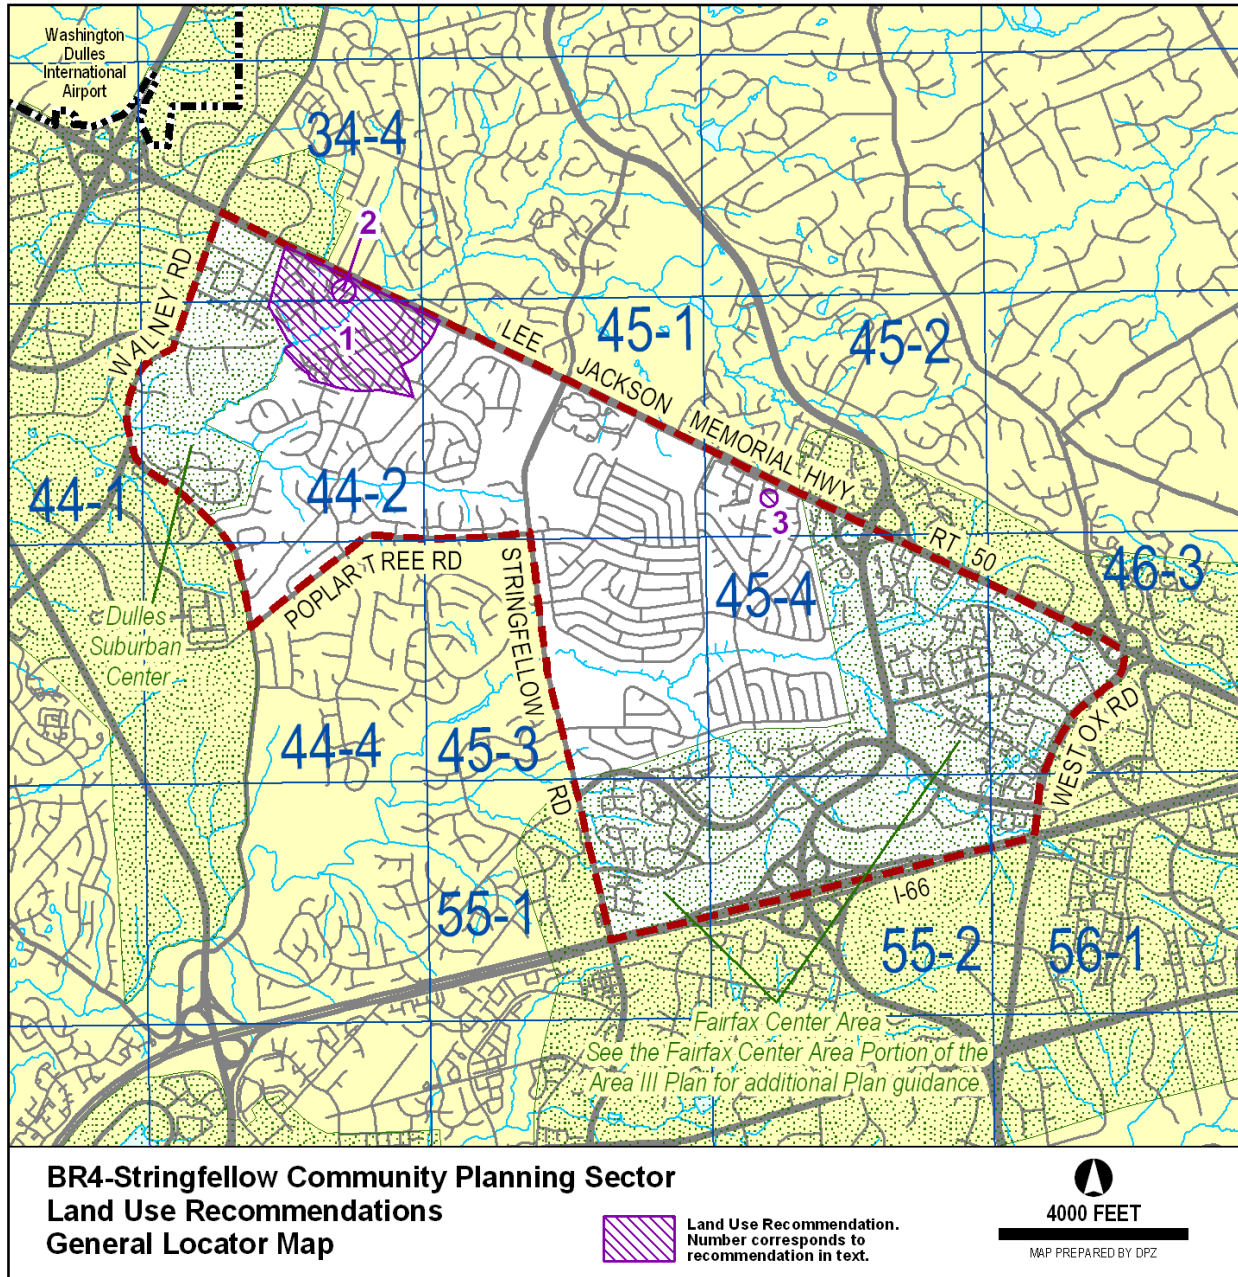 Washington
Dulles
International
Airport
34-4
2
WALNEY RD
1
LEE JACKSON MEMORIAL HWY
45-1
45-2
44-1
44-2
3
RT 50
46-3
POPLAR TREE RD
STRINGFELLOW RD
45-4
Dulles
Suburban
Center
44-4
45-3
WEST OX RD
55-1
I-66
55-2
56-1
Fairfax Center Area
See the Fairfax Center Area Portion of the
Area III Plan for additional Plan guidance
BR4-Stringfellow Community Planning Sector
Land Use Recommendations
General Locator Map
Land Use Recommendation.
Number corresponds to
recommendation in text.
4000 FEET
MAP PREPARED BY DPZ